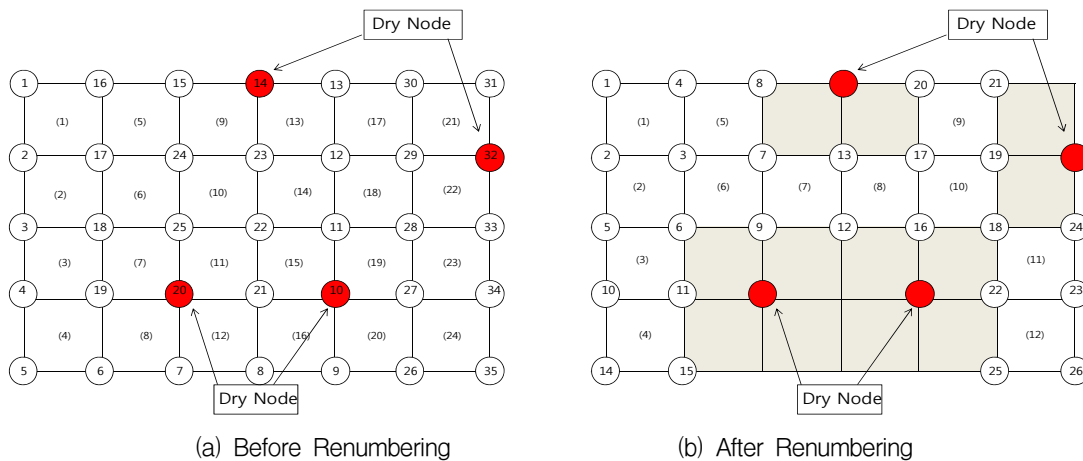 Dry Node
1 16 15 14 13 30 31
(1) (5) (9) (13) (17) (21)
2 17 24 23 12 29 32
(2) (6) (10) (14) (18) (22)
3 18 25 22 11 28 33
(3) (7) (11) (15) (19) (23)
4 19 20 21 10 27 34
(4) (8) (12) (16) (20) (24)
5 6 7 8 9 26 35
Dry Node
(a) Before Renumbering
Dry Node
1 4 8 20 21
(1) (5) (9)
2 3 7 13 17 19
(2) (6) (7) (8) (10)
5 6 9 12 16 18 24
(3) (11)
10 11 22 23
(4) (12)
14 15 25 26
Dry Node
(b) After Renumbering